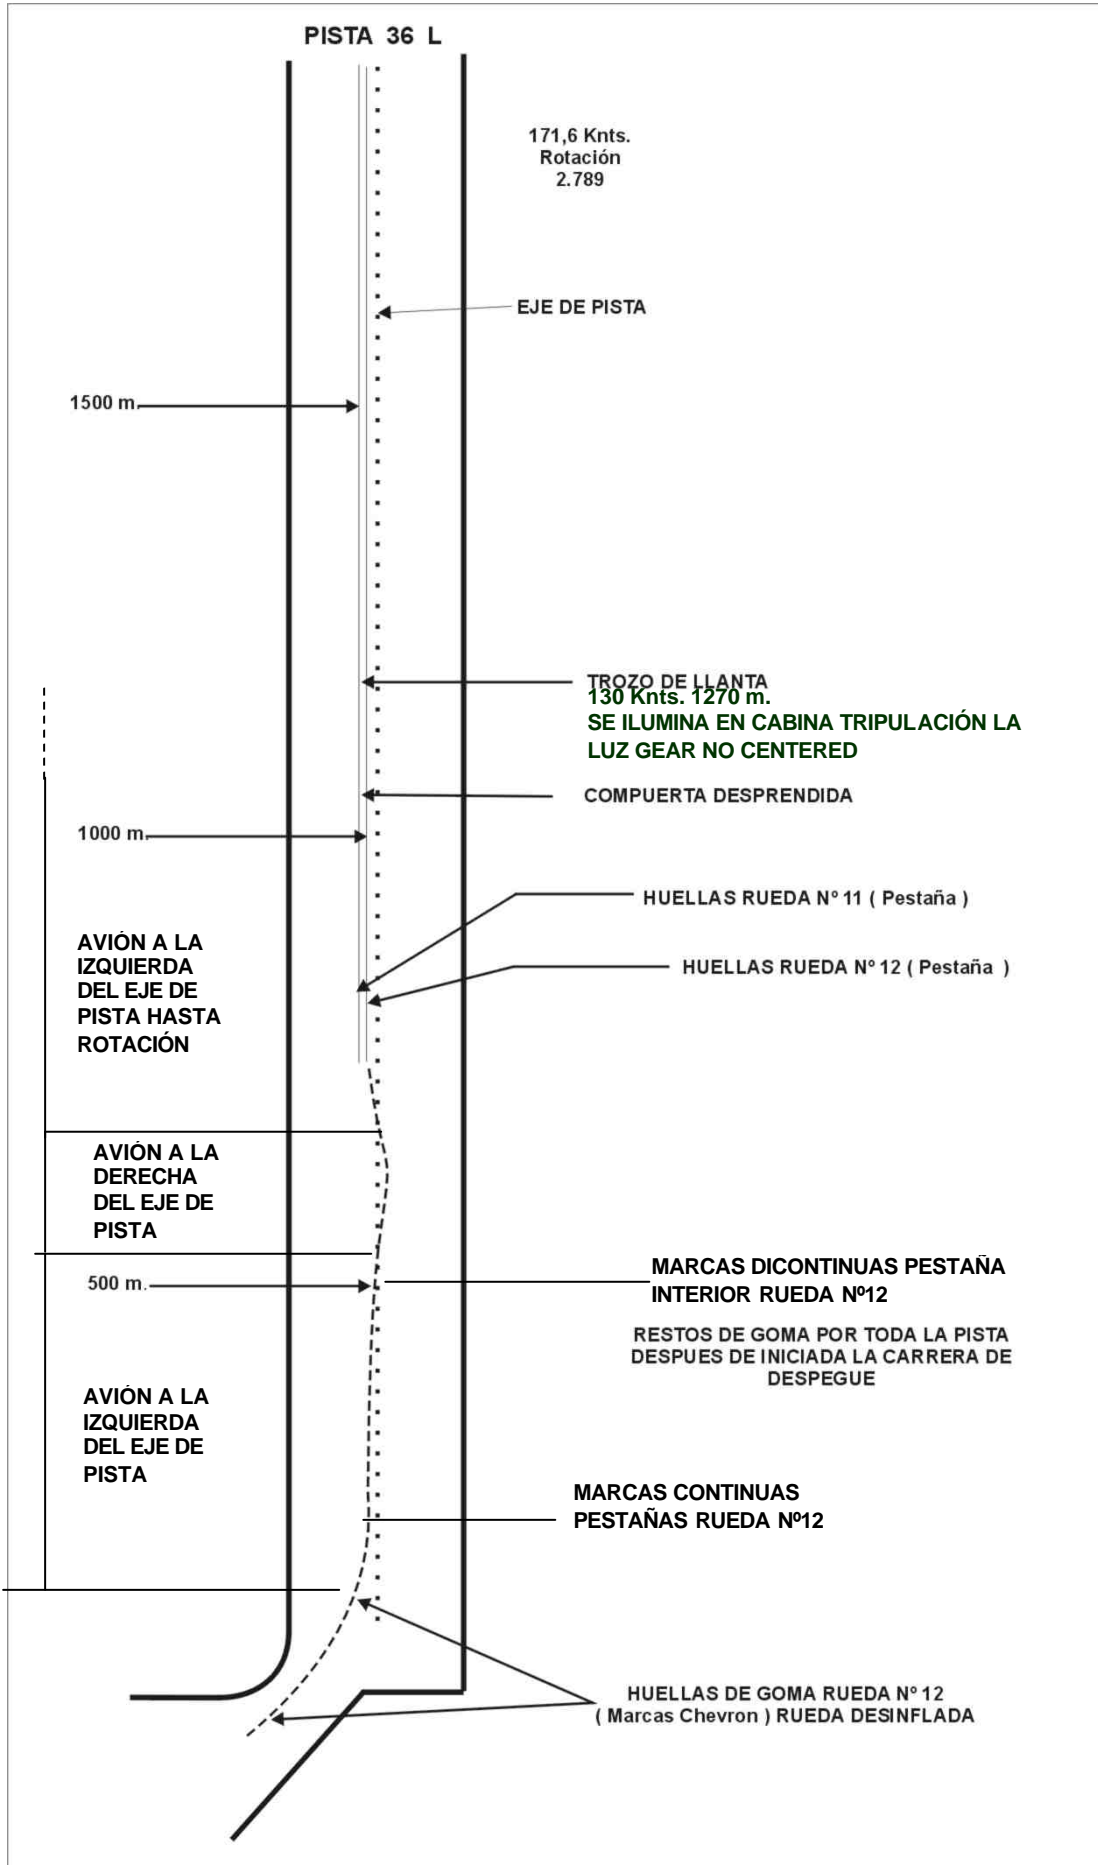 PISTA 36 L
171,6 Knts.
Rotación
2.789
EJE DE PISTA
1500 m.
TROZO DE LLANTA
130 Knts. 1270 m.
SE ILUMINA EN CABINA TRIPULACIÓN LA
LUZ GEAR NO CENTERED
COMPUERTA DESPRENDIDA
1000 m.
HUELLAS RUEDA Nº 11 ( Pestaña )
AVIÓN A LA
IZQUIERDA
DEL EJE DE
PISTA HASTA
ROTACIÓN
HUELLAS RUEDA Nº 12 ( Pestaña )
AVIÓN A LA
DERECHA
DEL EJE DE
PISTA
500 m.
MARCAS DICONTINUAS PESTAÑA
INTERIOR RUEDA Nº12
RESTOS DE GOMA POR TODA LA PISTA
DESPUES DE INICIADA LA CARRERA DE
DESPEGUE
AVIÓN A LA
IZQUIERDA
DEL EJE DE
PISTA
MARCAS CONTINUAS
PESTAÑAS RUEDA Nº12
HUELLAS DE GOMA RUEDA Nº 12
( Marcas Chevron ) RUEDA DESINFLADA